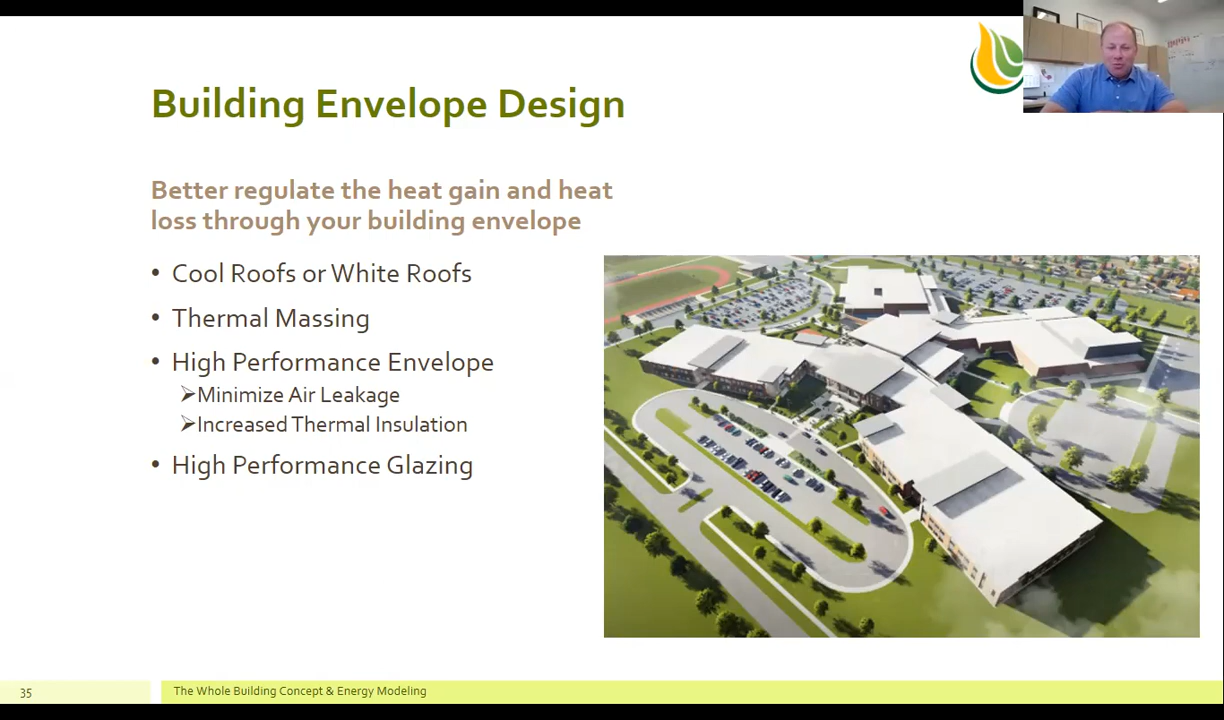 Building Envelope Design
Better regulate the heat gain and heat
loss through your building envelope
• Cool Roofs or White Roofs
• Thermal Massing
• High Performance Envelope
➢Minimize Air Leakage
➢Increased Thermal Insulation
• High Performance Glazing
35
The Whole Building Concept & Energy Modeling